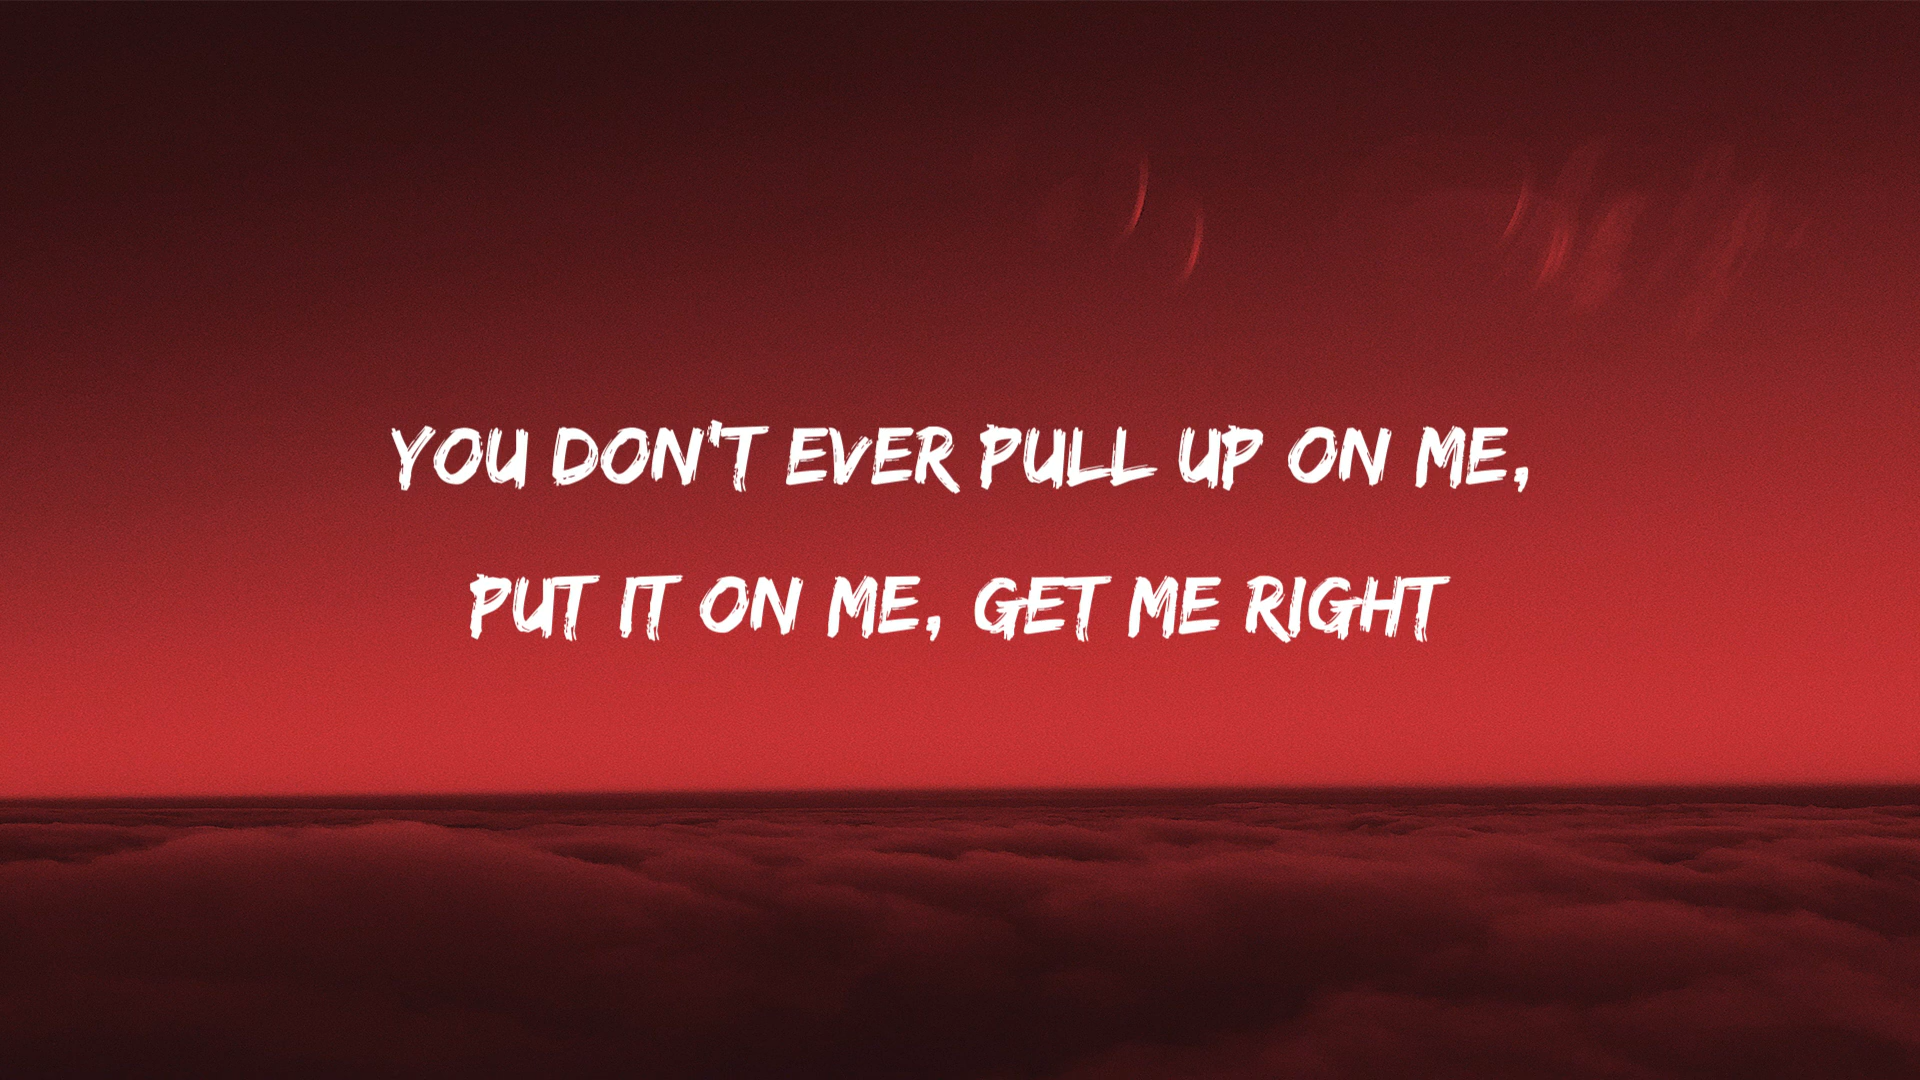 YOU DON'T EVER PULL UP ON ME,
PUT IT ON ME, GET ME RIGHT